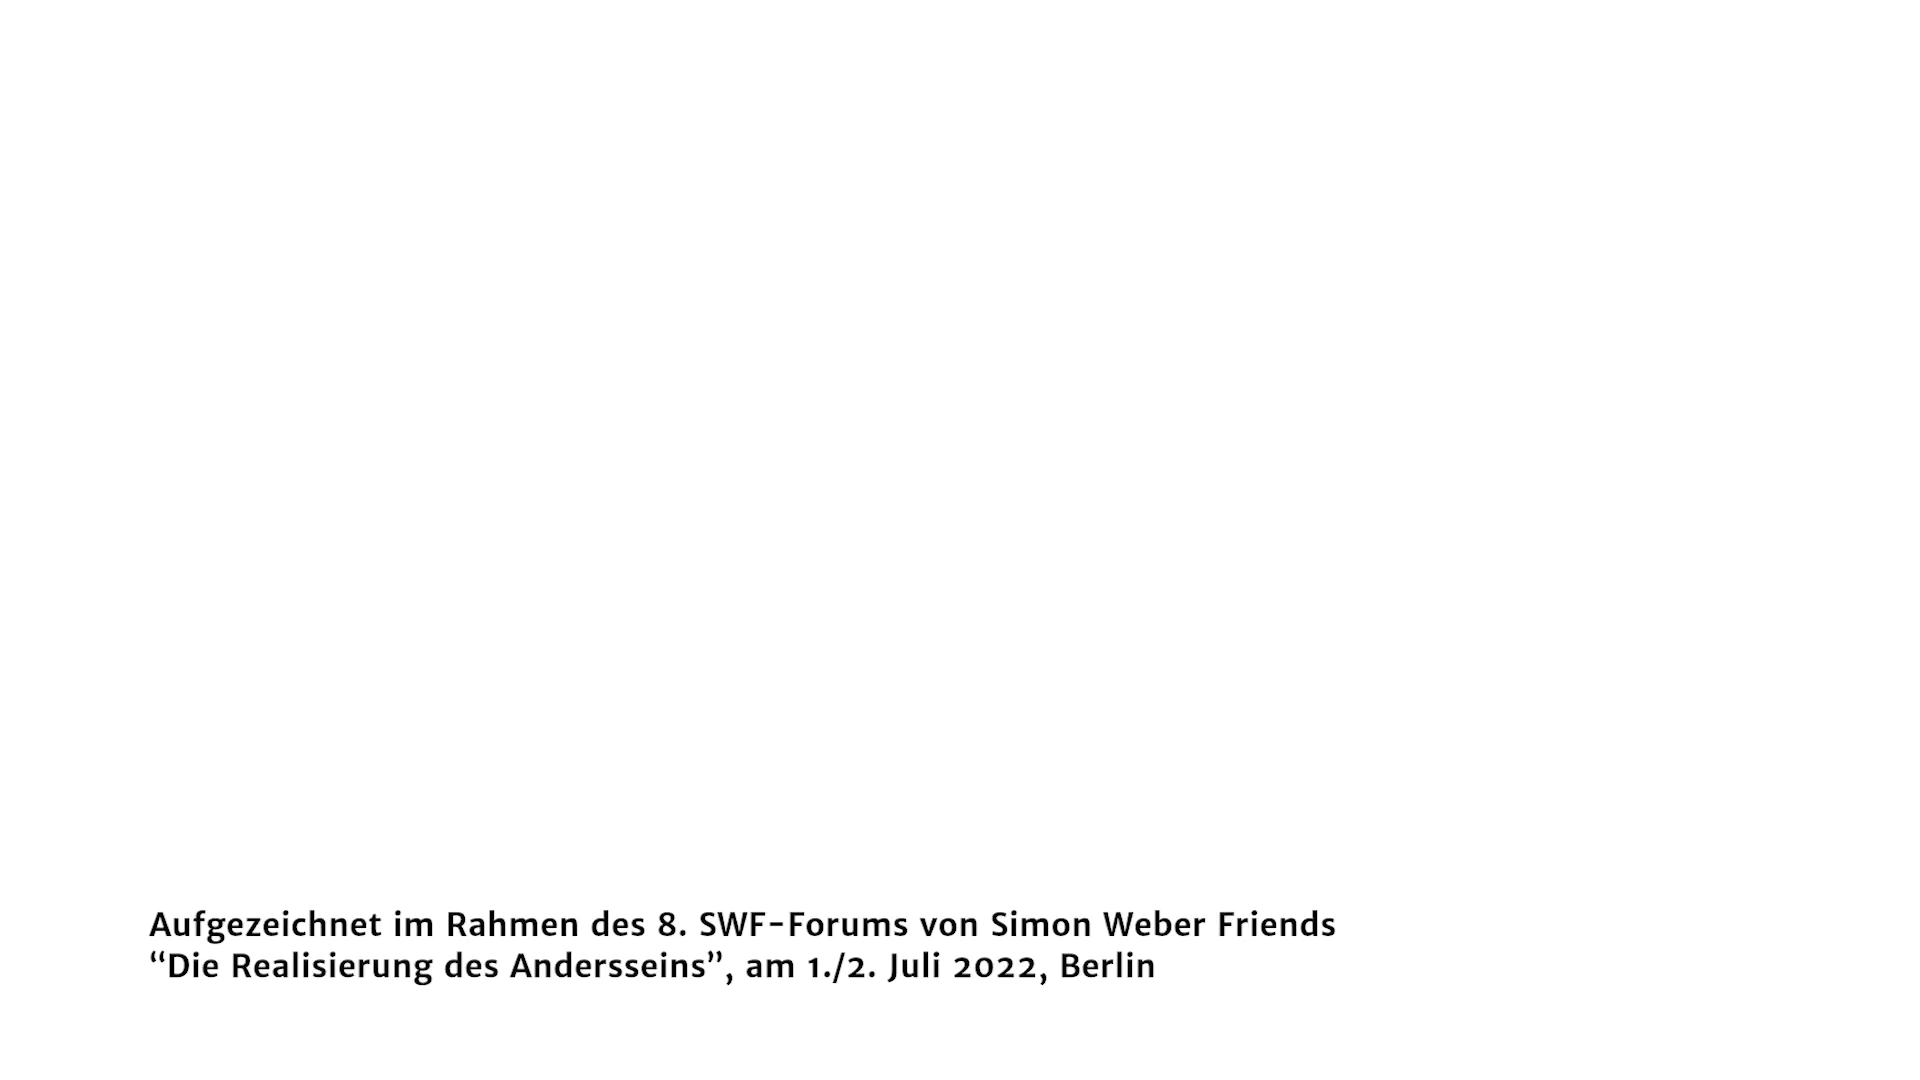 Aufgezeichnet im Rahmen des 8. SWF-Forums von Simon Weber Friends
“Die Realisierung des Andersseins”, am 1./2. Juli 2022, Berlin